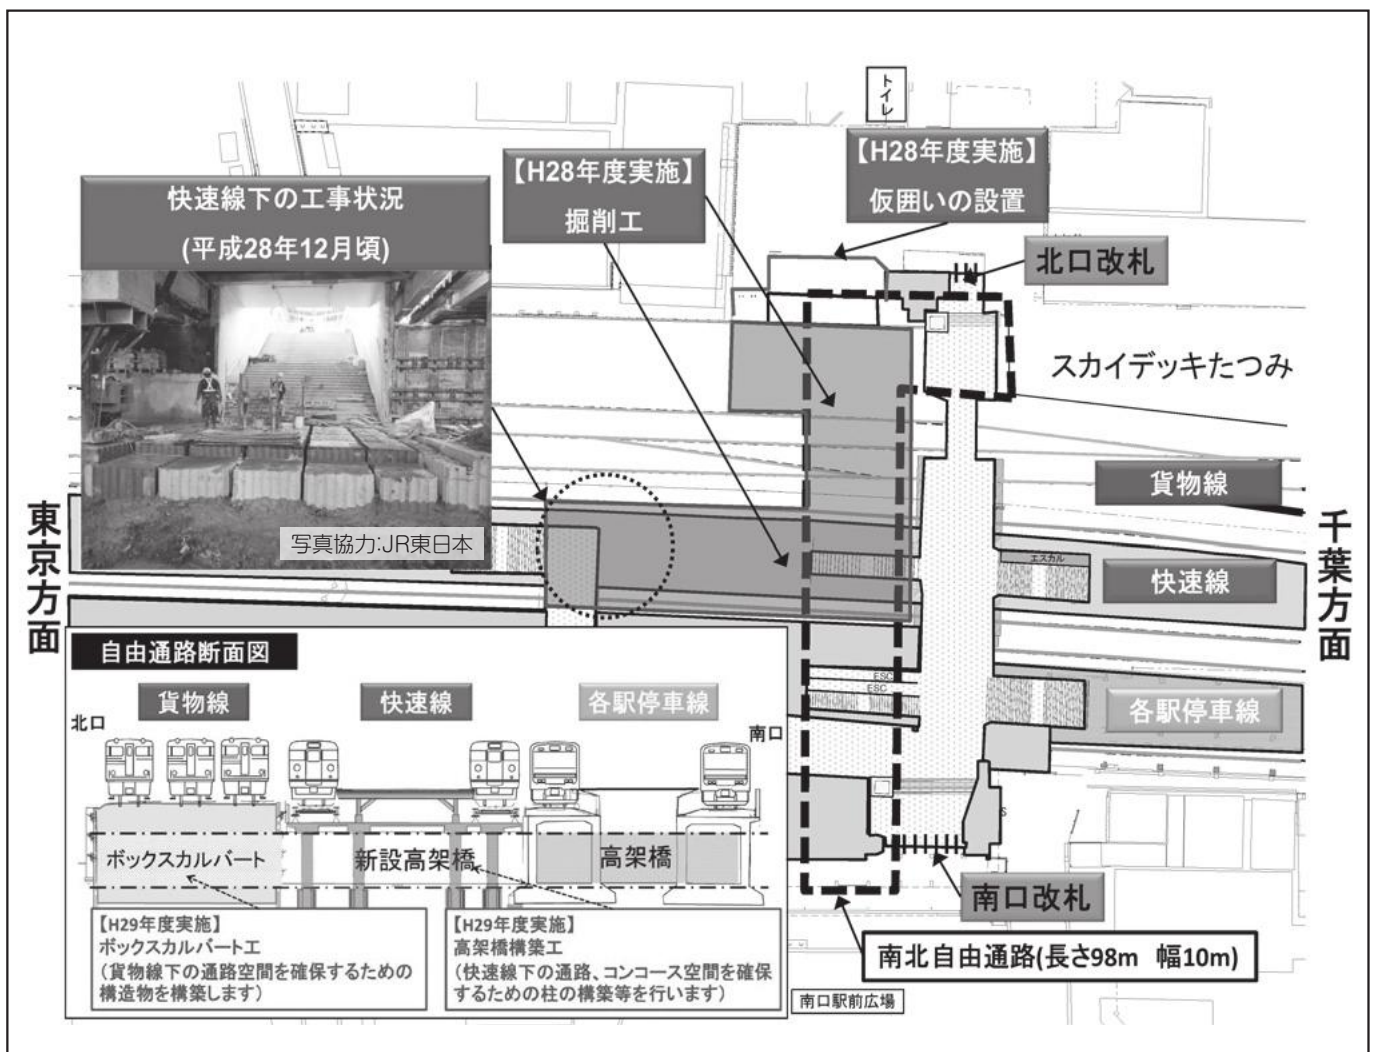 トイレ
【H28年度実施】
仮囲いの設置
【H28年度実施】
掘削工
快速線下の工事状況
(平成28年12月頃)
写真協力:JR東日本
北口改札
スカイデッキたつみ
貨物線
東京方面
千葉方面
エスカル
快速線
ESC
ESC
各駅停車線
自由通路断面図
貨物線
快速線
各駅停車線
北口
南口
ボックスカルバート
新設高架橋
高架橋
【H29年度実施】
ボックスカルバート工
(貨物線下の通路空間を確保するための
構造物を構築します)
【H29年度実施】
高架橋構築工
(快速線下の通路、コンコース空間を確保
するための柱の構築等を行います)
南口改札
南北自由通路(長さ98m 幅10m)
南口駅前広場